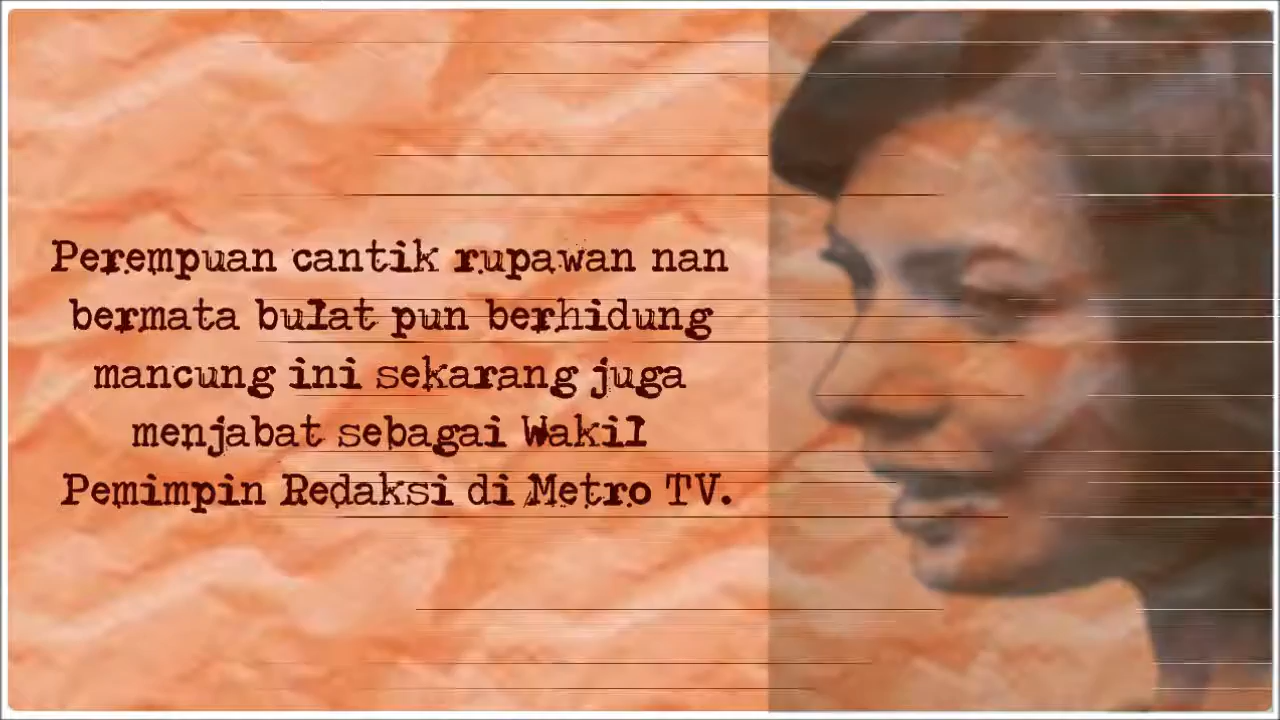 Perempuan cantik rupawan nan
bermata bulat pun berhidung
mancung ini sekarang juga
menjabat sebagai Wakil
Pemimpin Redaksi di Metro TV.